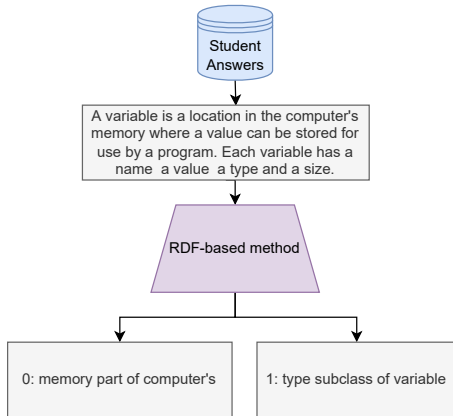 Student
Answers
A variable is a location in the computer's
memory where a value can be stored for
use by a program. Each variable has a
name a value a type and a size.
RDF-based method
0: memory part of computer's
1: type subclass of variable